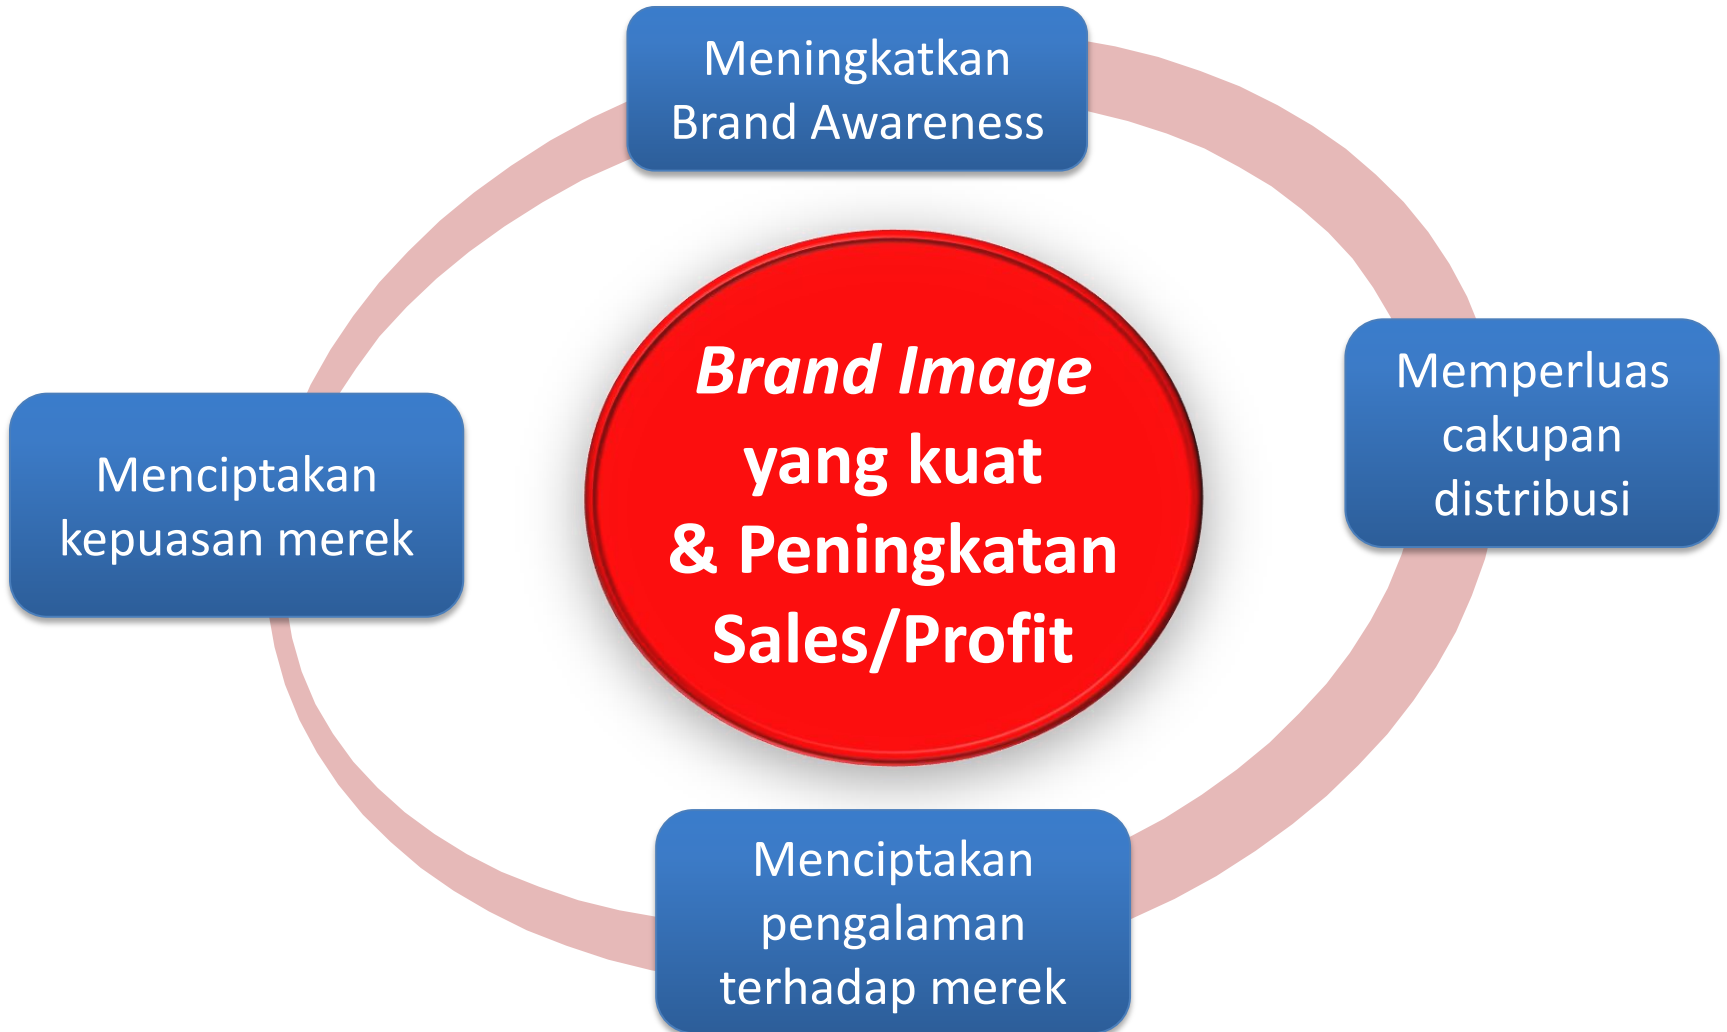 Meningkatkan
Brand Awareness
Memperluas
cakupan
distribusi
Menciptakan
pengalaman
terhadap merek
Menciptakan
kepuasan merek
Brand Image
yang kuat
& Peningkatan
Sales/Profit